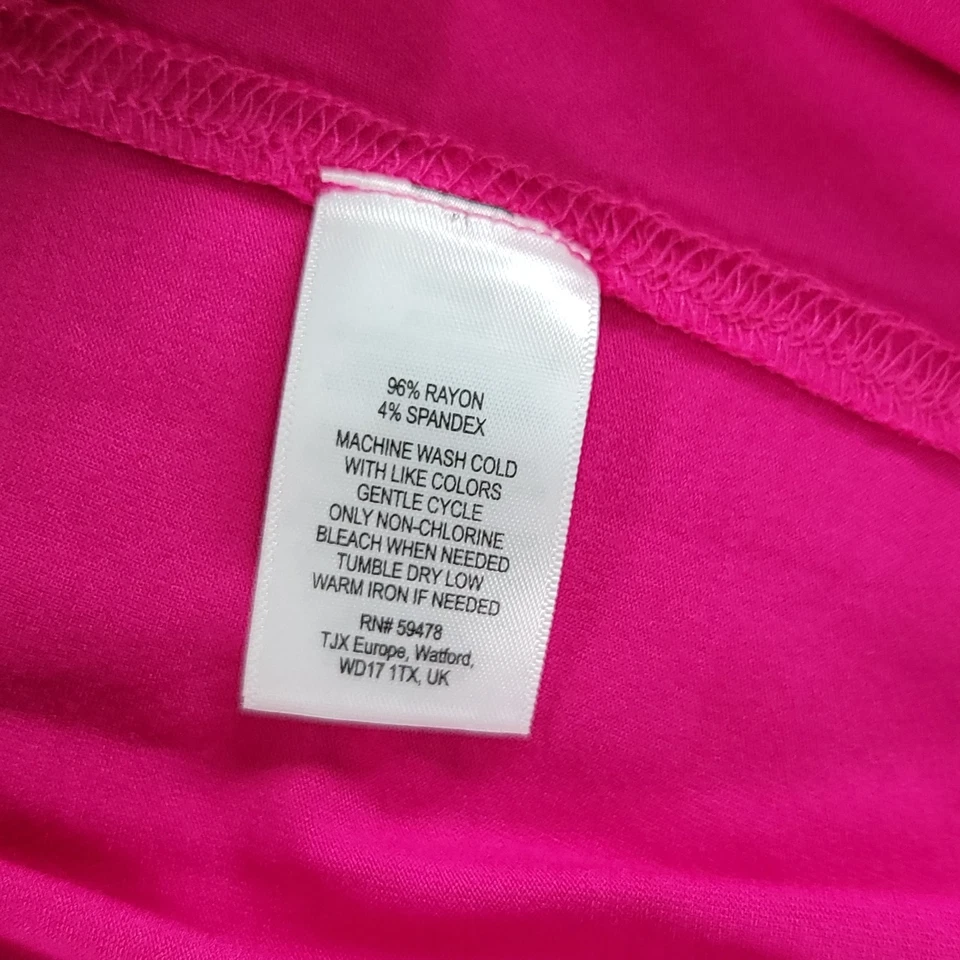 96% RAYON
4% SPANDEX
MACHINE WASH COLD
WITH LIKE COLORS
GENTLE CYCLE
ONLY NON-CHLORINE
BLEACH WHEN NEEDED
TUMBLE DRY LOW
WARM IRON IF NEEDED
RN# 59478
TJX Europe, Watford,
WD17 1TX, UK